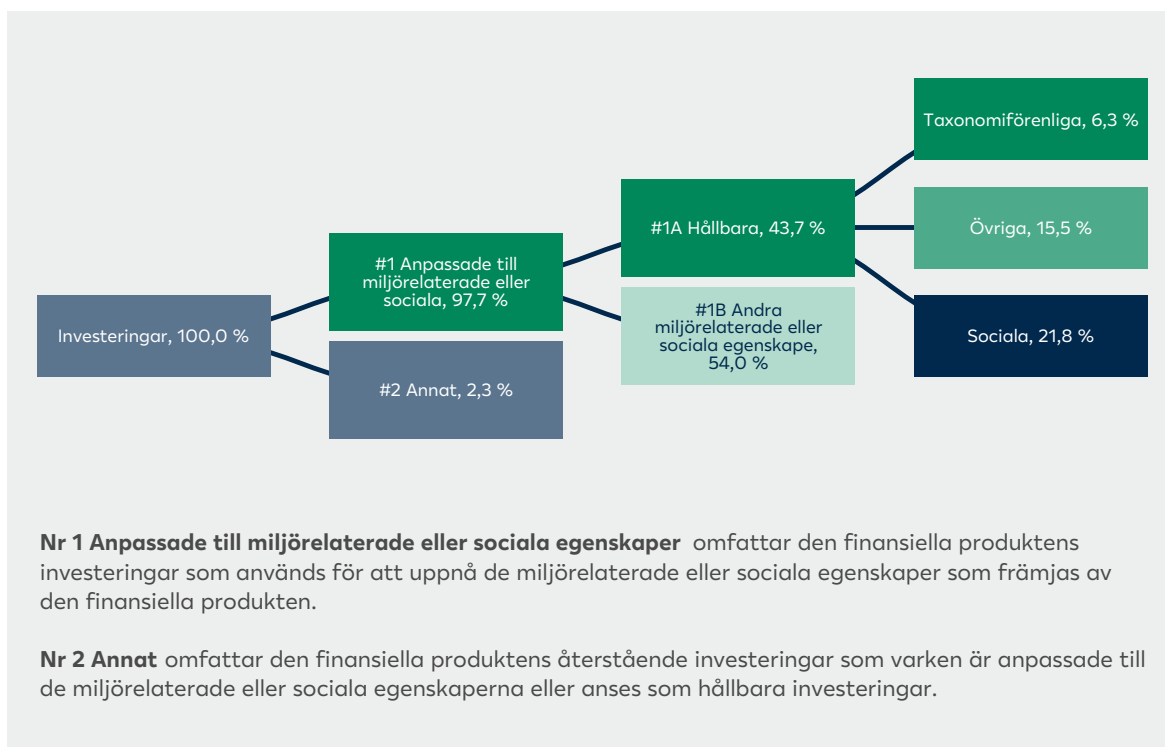 Taxonomiförenliga, 6,3 %
#1A Hållbara, 43,7 %
Övriga, 15,5 %
#1 Anpassade till
miljörelaterade eller
sociala, 97,7 %
#1B Andra
miljörelaterade eller
sociala egenskape,
54,0 %
Investeringar, 100,0 %
Sociala, 21,8 %
#2 Annat, 2,3 %
Nr 1 Anpassade till miljörelaterade eller sociala egenskaper omfattar den finansiella produktens
investeringar som används för att uppnå de miljörelaterade eller sociala egenskaper som främjas av
den finansiella produkten.
Nr 2 Annat omfattar den finansiella produktens återstående investeringar som varken är anpassade till
de miljörelaterade eller sociala egenskaperna eller anses som hållbara investeringar.